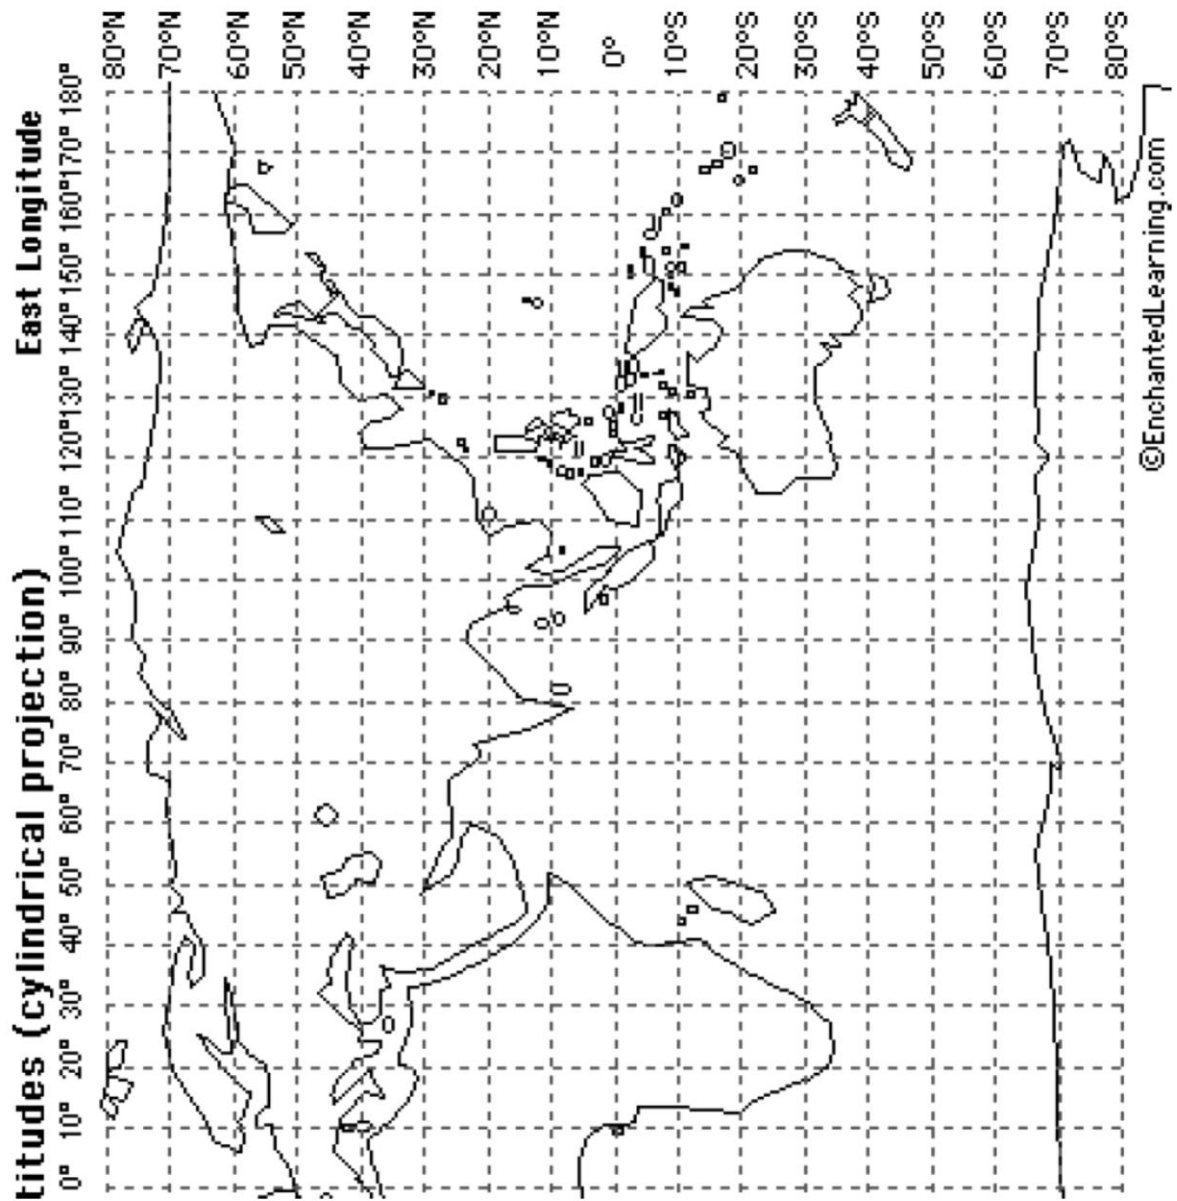 titudes (cylindrical projection) East Longitude
0° 10° 20° 30° 40° 50° 60° 70° 80° 90° 100° 110° 120° 130° 140° 150° 160° 170° 180°
80°N
70°N
60°N
50°N
40°N
30°N
20°N
10°N
0°
10°S
20°S
30°S
40°S
50°S
60°S
70°S
80°S
©EnchantedLearning.com